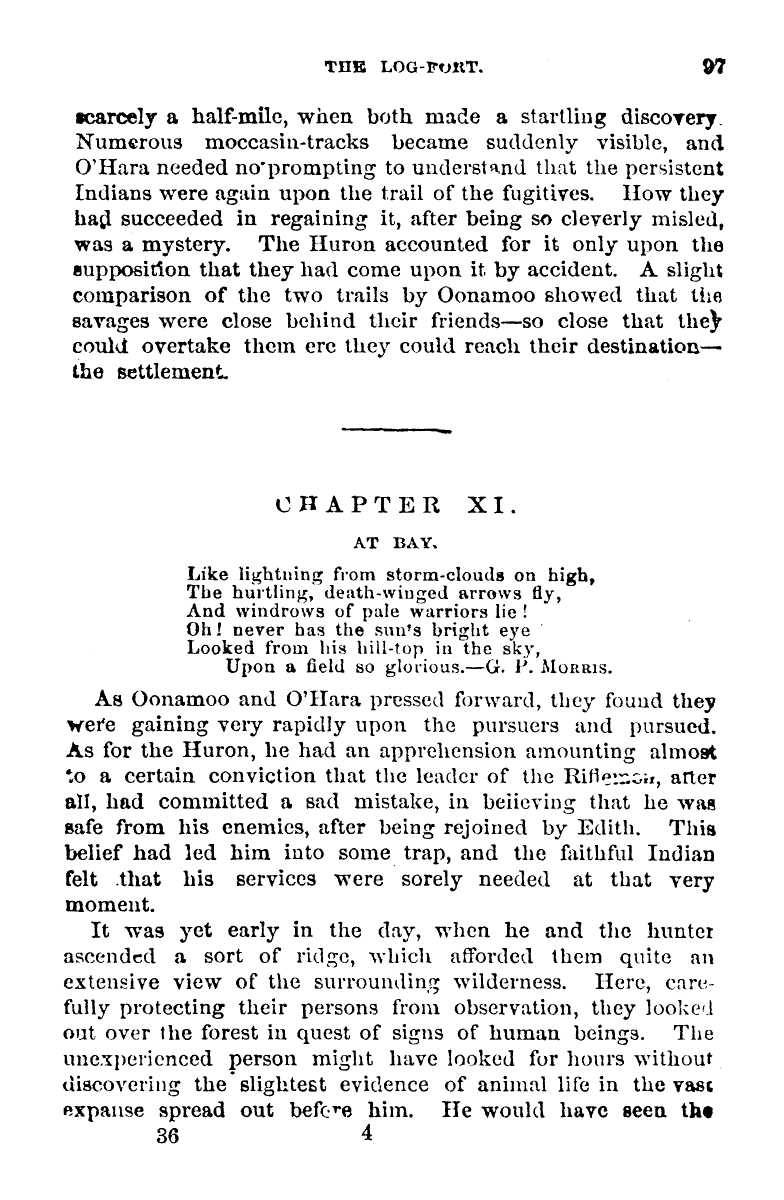 THE LOG-FORT. 97
scarcely a half-mile, when both made a startling discovery.
Numerous moccasin-tracks became suddenly visible, and
O'Hara needed no prompting to understand that the persistent
Indians were again upon the trail of the fugitives. How they
had succeeded in regaining it, after being so cleverly misled,
was a mystery. The Huron accounted for it only upon the
supposition that they had come upon it by accident. A slight
comparison of the two trails by Oonamoo showed that the
savages were close behind their friends—so close that they
could overtake them ere they could reach their destination—
the settlement.
CHAPTER XI.
AT BAY.
Like lightning from storm-clouds on high,
The hurtling, death-winged arrows fly,
And windrows of pale warriors lie!
Oh! never has the sun's bright eye
Looked from his hill-top in the sky,
Upon a field so glorious.—G. P. MORRIS.
As Oonamoo and O'Hara pressed forward, they found they
were gaining very rapidly upon the pursuers and pursued.
As for the Huron, he had an apprehension amounting almost
to a certain conviction that the leader of the Riflemen, after
all, had committed a sad mistake, in believing that he was
safe from his enemies, after being rejoined by Edith. This
belief had led him into some trap, and the faithful Indian
felt that his services were sorely needed at that very
moment.
It was yet early in the day, when he and the hunter
ascended a sort of ridge, which afforded them quite an
extensive view of the surrounding wilderness. Here, care-
fully protecting their persons from observation, they looked
out over the forest in quest of signs of human beings. The
unexperienced person might have looked for hours without
discovering the slightest evidence of animal life in the vast
expanse spread out before him. He would have seen the
36 4